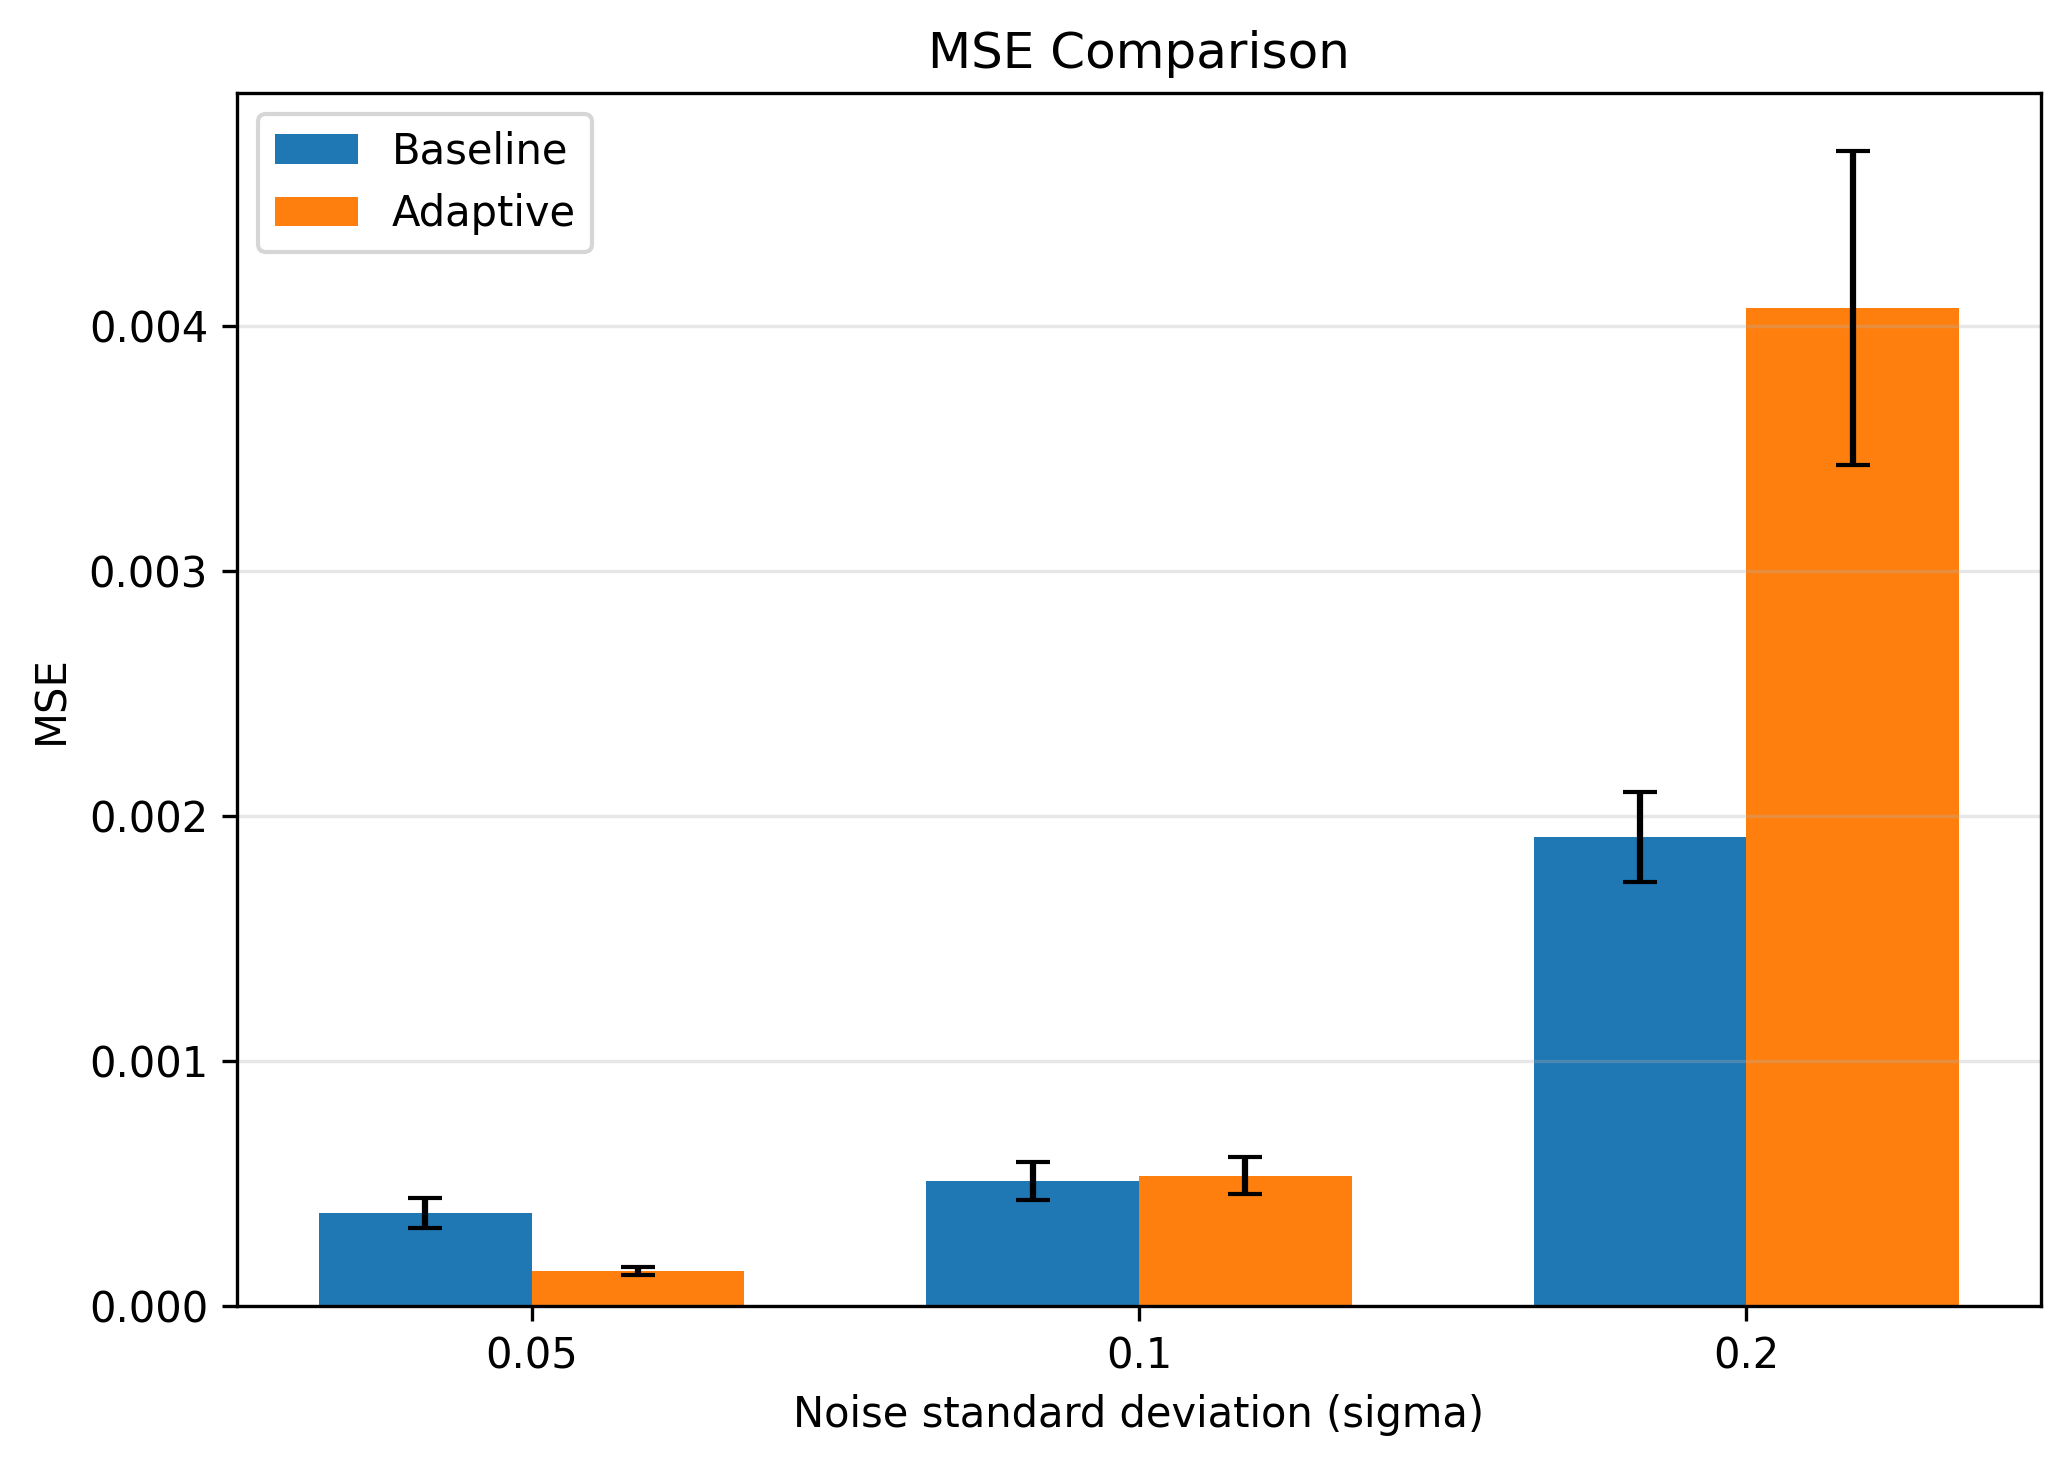 MSE Comparison
Baseline
Adaptive
0.004
0.003
0.002
0.001
0.000
MSE
0.05
0.1
0.2
Noise standard deviation (sigma)